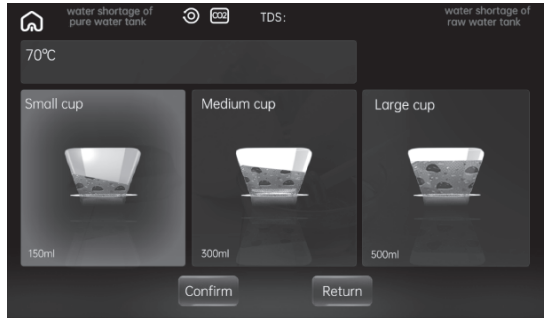 water shortage of
pure water tank
CO2
TDS:
water shortage of
raw water tank
70°C
Small cup
Medium cup
Large cup
150ml
300ml
500ml
Confirm
Return